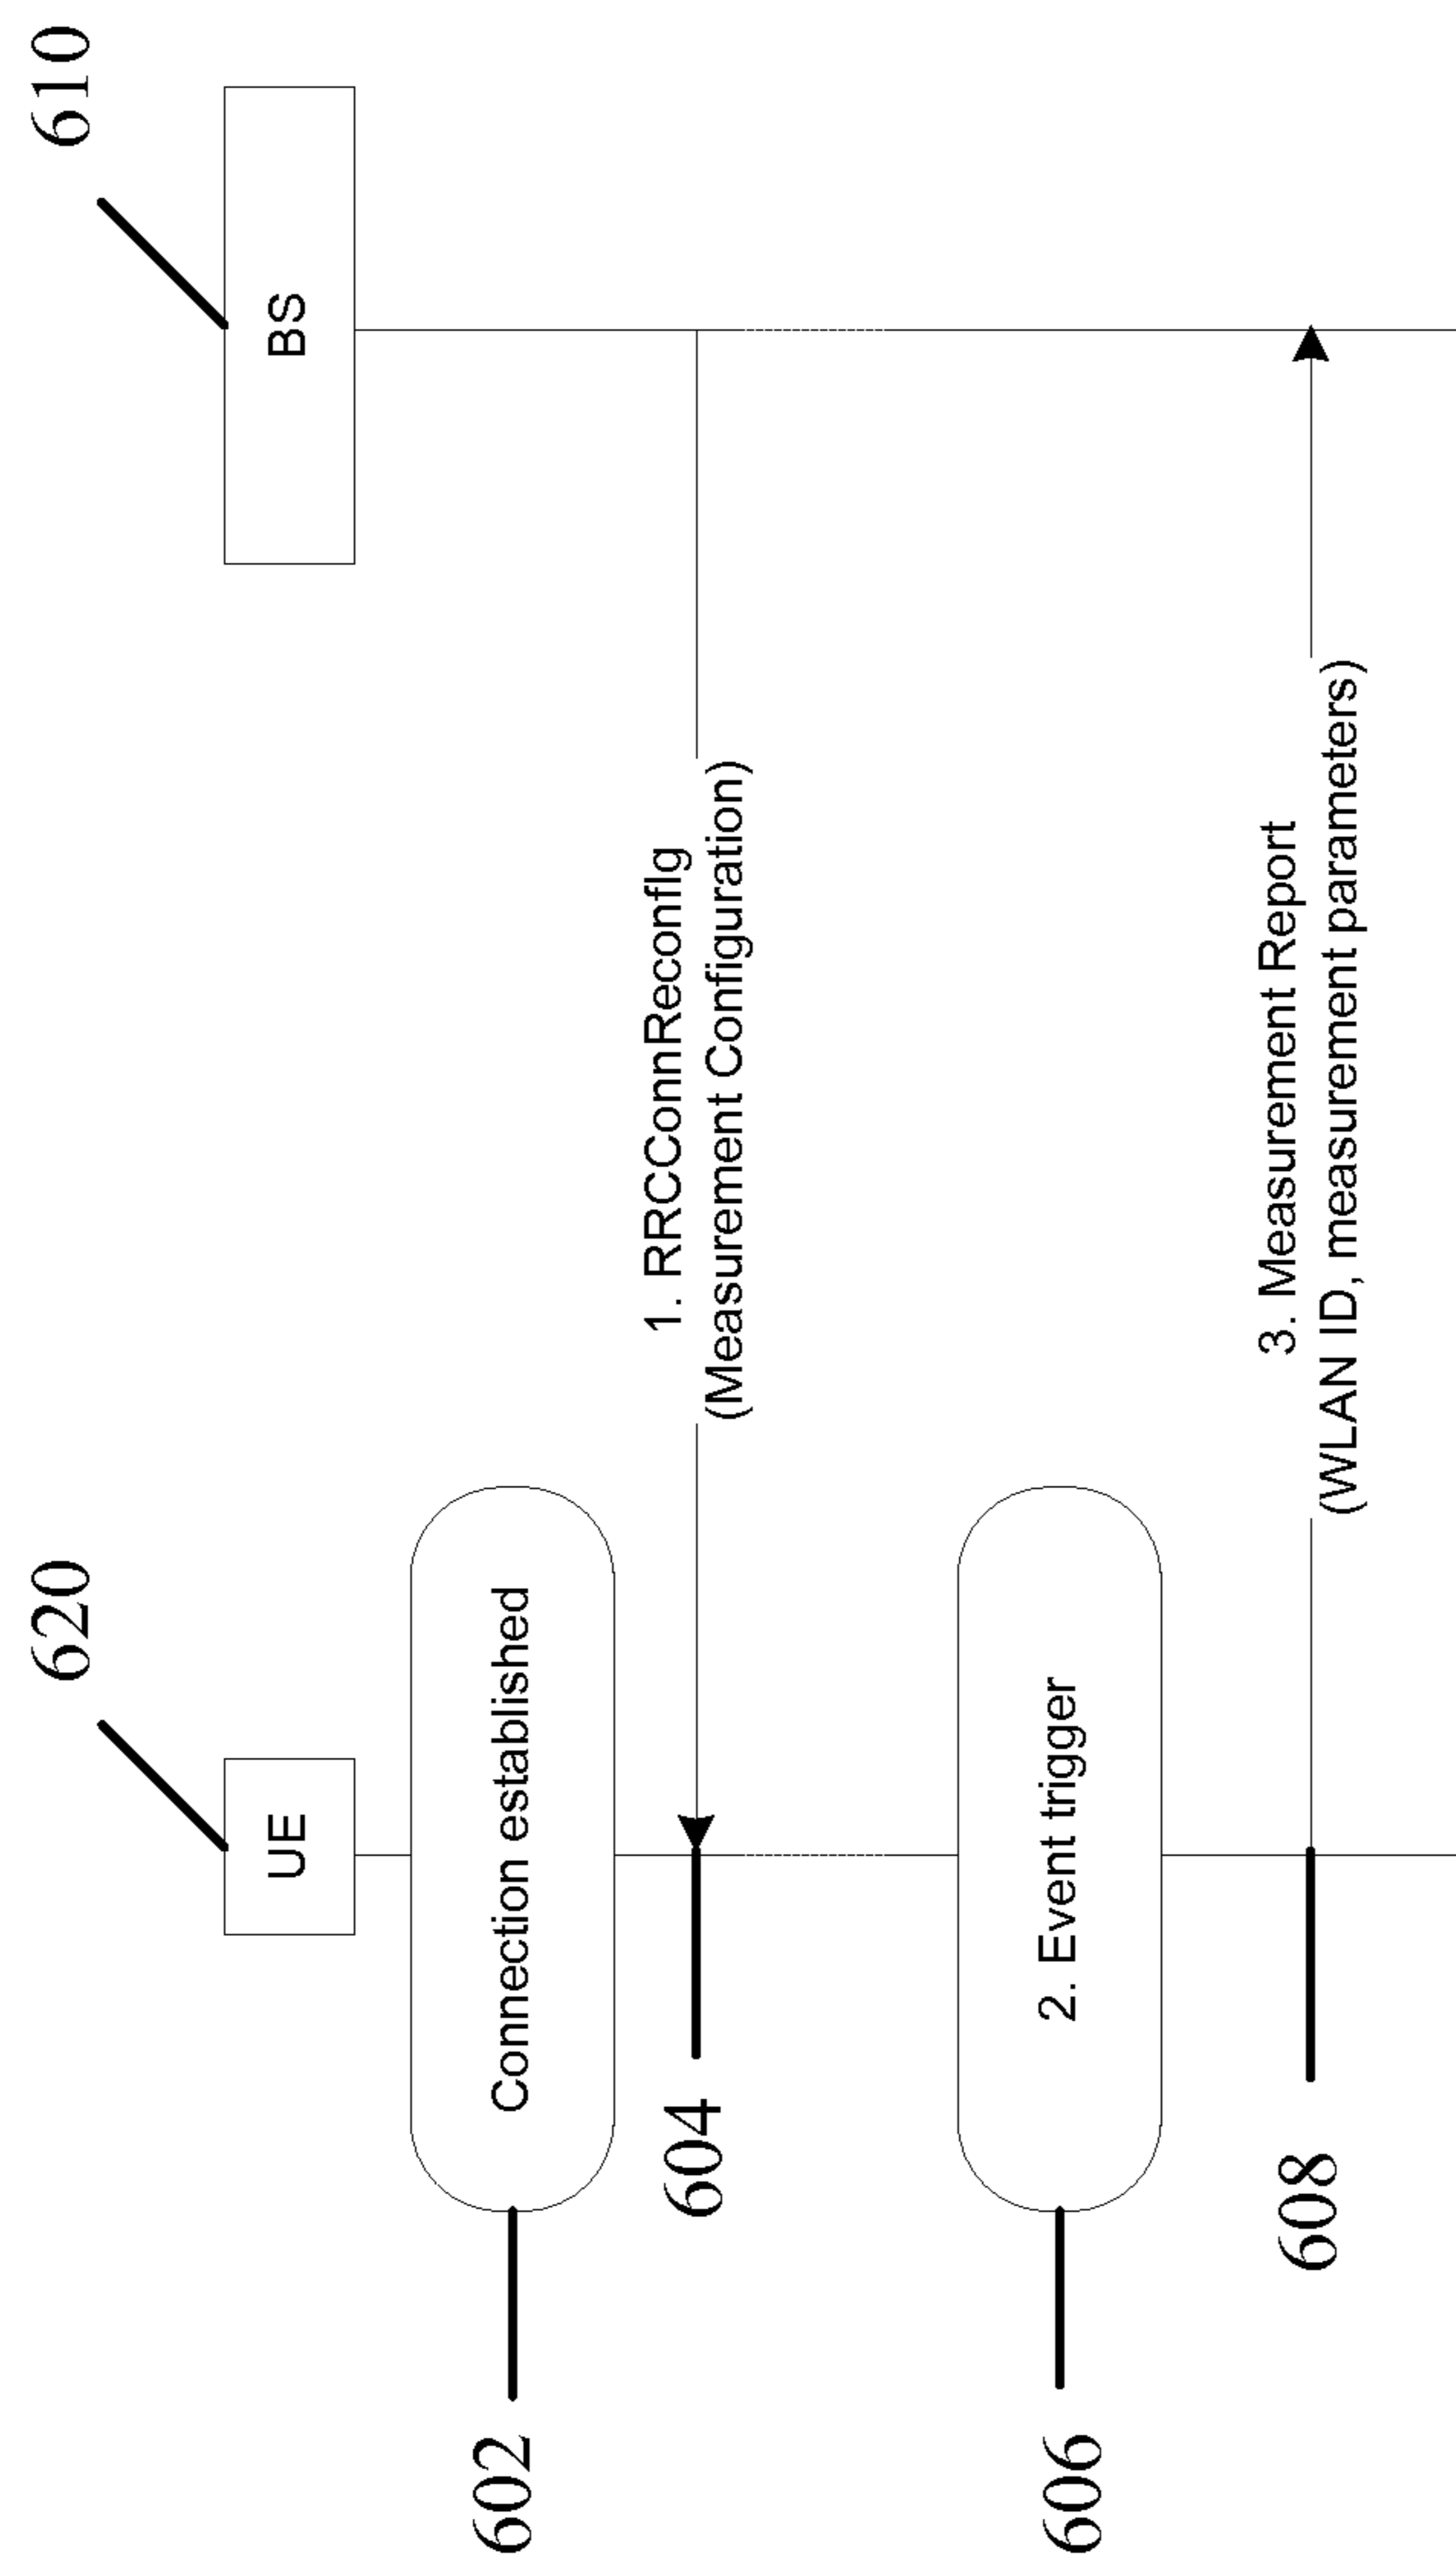 620
610
UE
BS
602
Connection established
604
1. RRCConnReconfig
(Measurement Configuration)
606
2. Event trigger
608
3. Measurement Report
(WLAN ID, measurement parameters)